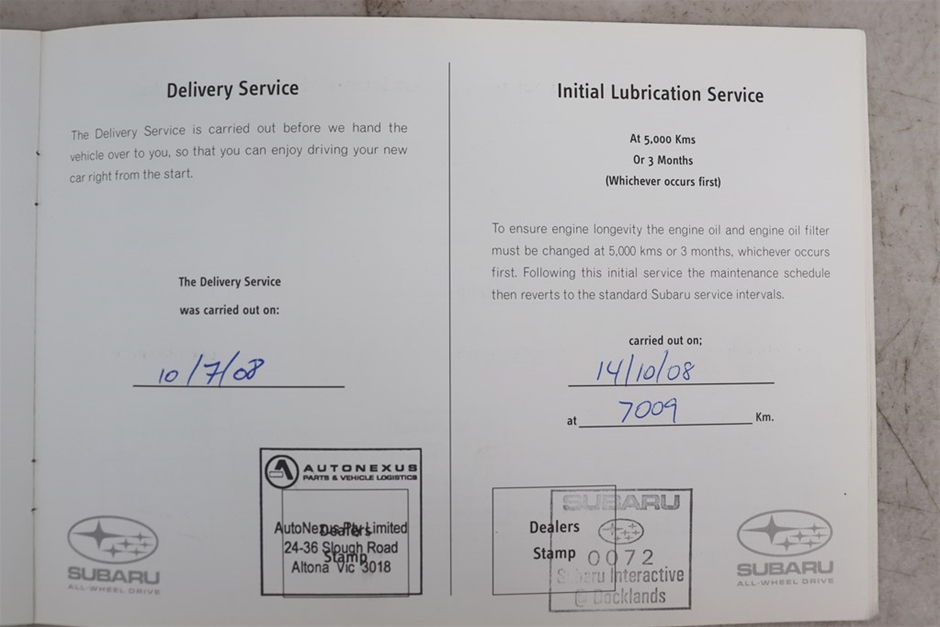 Delivery Service
The Delivery Service is carried out before we hand the
vehicle over to you, so that you can enjoy driving your new
car right from the start.
The Delivery Service
was carried out on:
10/7/08
AUTONEXUS
PARTS & VEHICLE LOGISTICS
AutoNexus Pty Limited
Dealers
24-36 Slough Road
Stamp
Altona Vic 3018
SUBARU
ALL-WHEEL DRIVE
Initial Lubrication Service
At 5,000 Kms
Or 3 Months
(Whichever occurs first)
To ensure engine longevity the engine oil and engine oil filter
must be changed at 5,000 kms or 3 months, whichever occurs
first. Following this initial service the maintenance schedule
then reverts to the standard Subaru service intervals.
carried out on;
14/10/08
at 7009 Km.
Dealers
Stamp
SUBARU
0072
Subaru Interactive
@ Docklands
SUBARU
ALL-WHEEL DRIVE